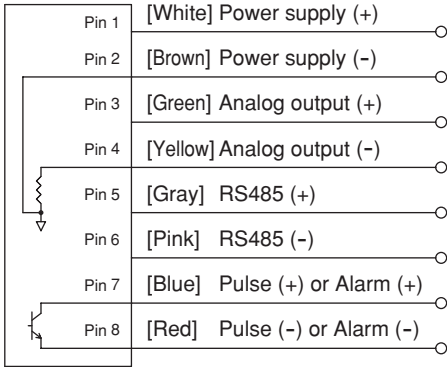 Pin 1 [White] Power supply (+)
Pin 2 [Brown] Power supply (-)
Pin 3 [Green] Analog output (+)
Pin 4 [Yellow] Analog output (-)
Pin 5 [Gray] RS485 (+)
Pin 6 [Pink] RS485 (-)
Pin 7 [Blue] Pulse (+) or Alarm (+)
Pin 8 [Red] Pulse (-) or Alarm (-)